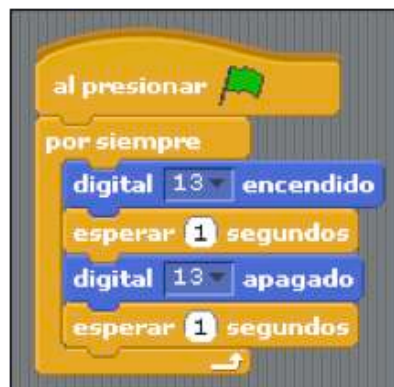 al presionar
por siempre
digital 13 encendido
esperar 1 segundos
digital 13 apagado
esperar 1 segundos